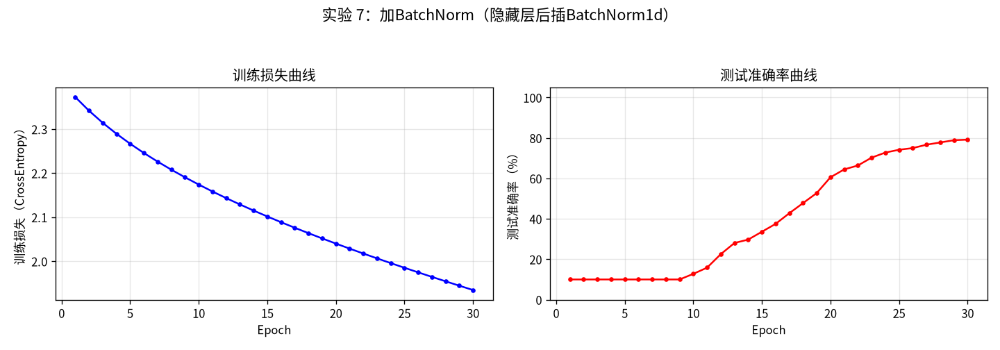 实验 7：加BatchNorm（隐藏层后插BatchNorm1d）
训练损失曲线
训练损失（CrossEntropy）
2.3
2.2
2.1
2.0
0 5 10 15 20 25 30
Epoch
测试准确率曲线
测试准确率（%）
100
80
60
40
20
0
0 5 10 15 20 25 30
Epoch